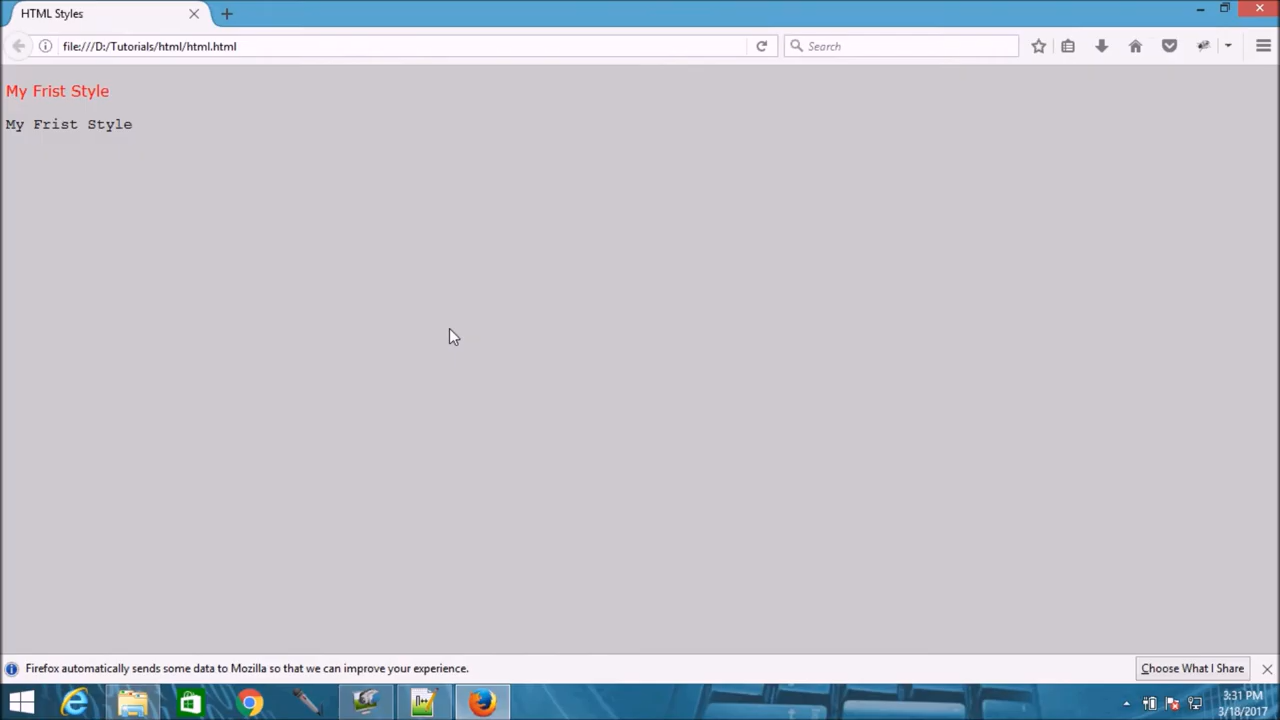 HTML Styles
file:///D:/Tutorials/html/html.html
Search
My Frist Style
My Frist Style
Firefox automatically sends some data to Mozilla so that we can improve your experience.
Choose What I Share
3:31 PM
3/18/2017